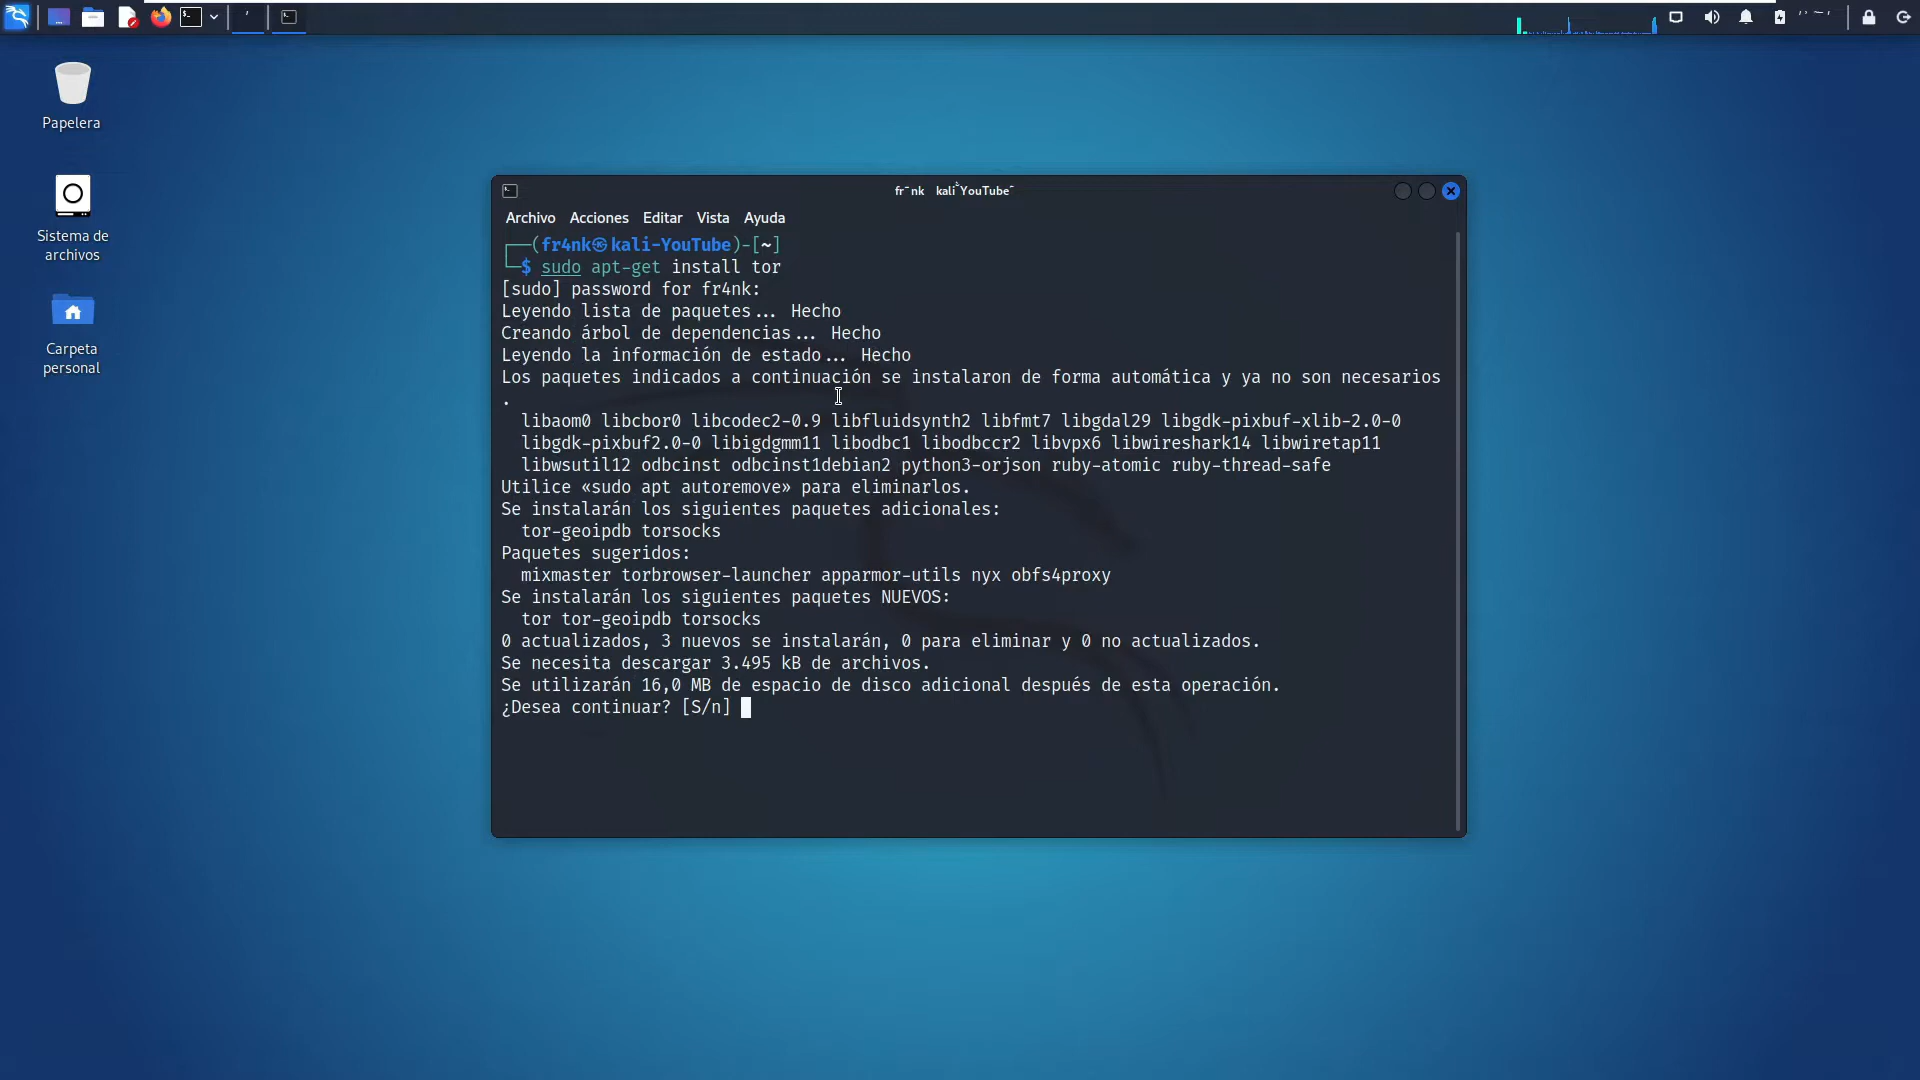 Papelera
Sistema de
archivos
Carpeta
personal
Archivo Acciones Editar Vista Ayuda
┌──(fr4nk㉿kali-YouTube)-[~]
└─$ sudo apt-get install tor
[sudo] password for fr4nk:
Leyendo lista de paquetes... Hecho
Creando árbol de dependencias... Hecho
Leyendo la información de estado... Hecho
Los paquetes indicados a continuación se instalaron de forma automática y ya no son necesarios
.
libaom0 libcbor0 libcodec2-0.9 libfluidsynth2 libfmt7 libgdal29 libgdk-pixbuf-xlib-2.0-0
libgdk-pixbuf2.0-0 libigdgmm11 libodbc1 libodbccr2 libvpx6 libwireshark14 libwiretap11
libwsutil12 odbcinst odbcinst1debian2 python3-orjson ruby-atomic ruby-thread-safe
Utilice «sudo apt autoremove» para eliminarlos.
Se instalarán los siguientes paquetes adicionales:
tor-geoipdb torsocks
Paquetes sugeridos:
mixmaster torbrowser-launcher apparmor-utils nyx obfs4proxy
Se instalarán los siguientes paquetes NUEVOS:
tor tor-geoipdb torsocks
0 actualizados, 3 nuevos se instalarán, 0 para eliminar y 0 no actualizados.
Se necesita descargar 3.495 kB de archivos.
Se utilizarán 16,0 MB de espacio de disco adicional después de esta operación.
¿Desea continuar? [S/n]